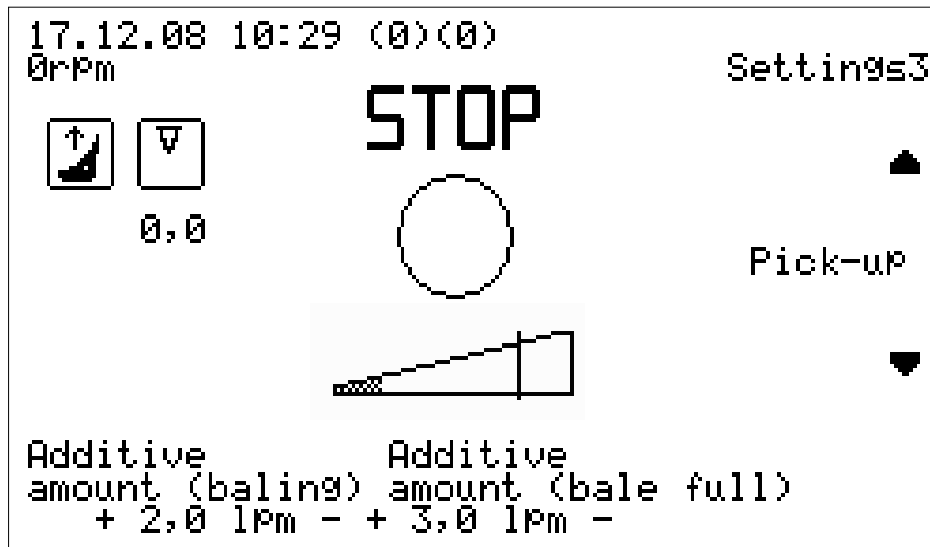 17.12.08 10:29 (0)(0)
0rpm
Settings3
STOP
0,0
Pick-up
Additive Additive
amount (baling) amount (bale full)
+ 2,0 lpm - + 3,0 lpm -